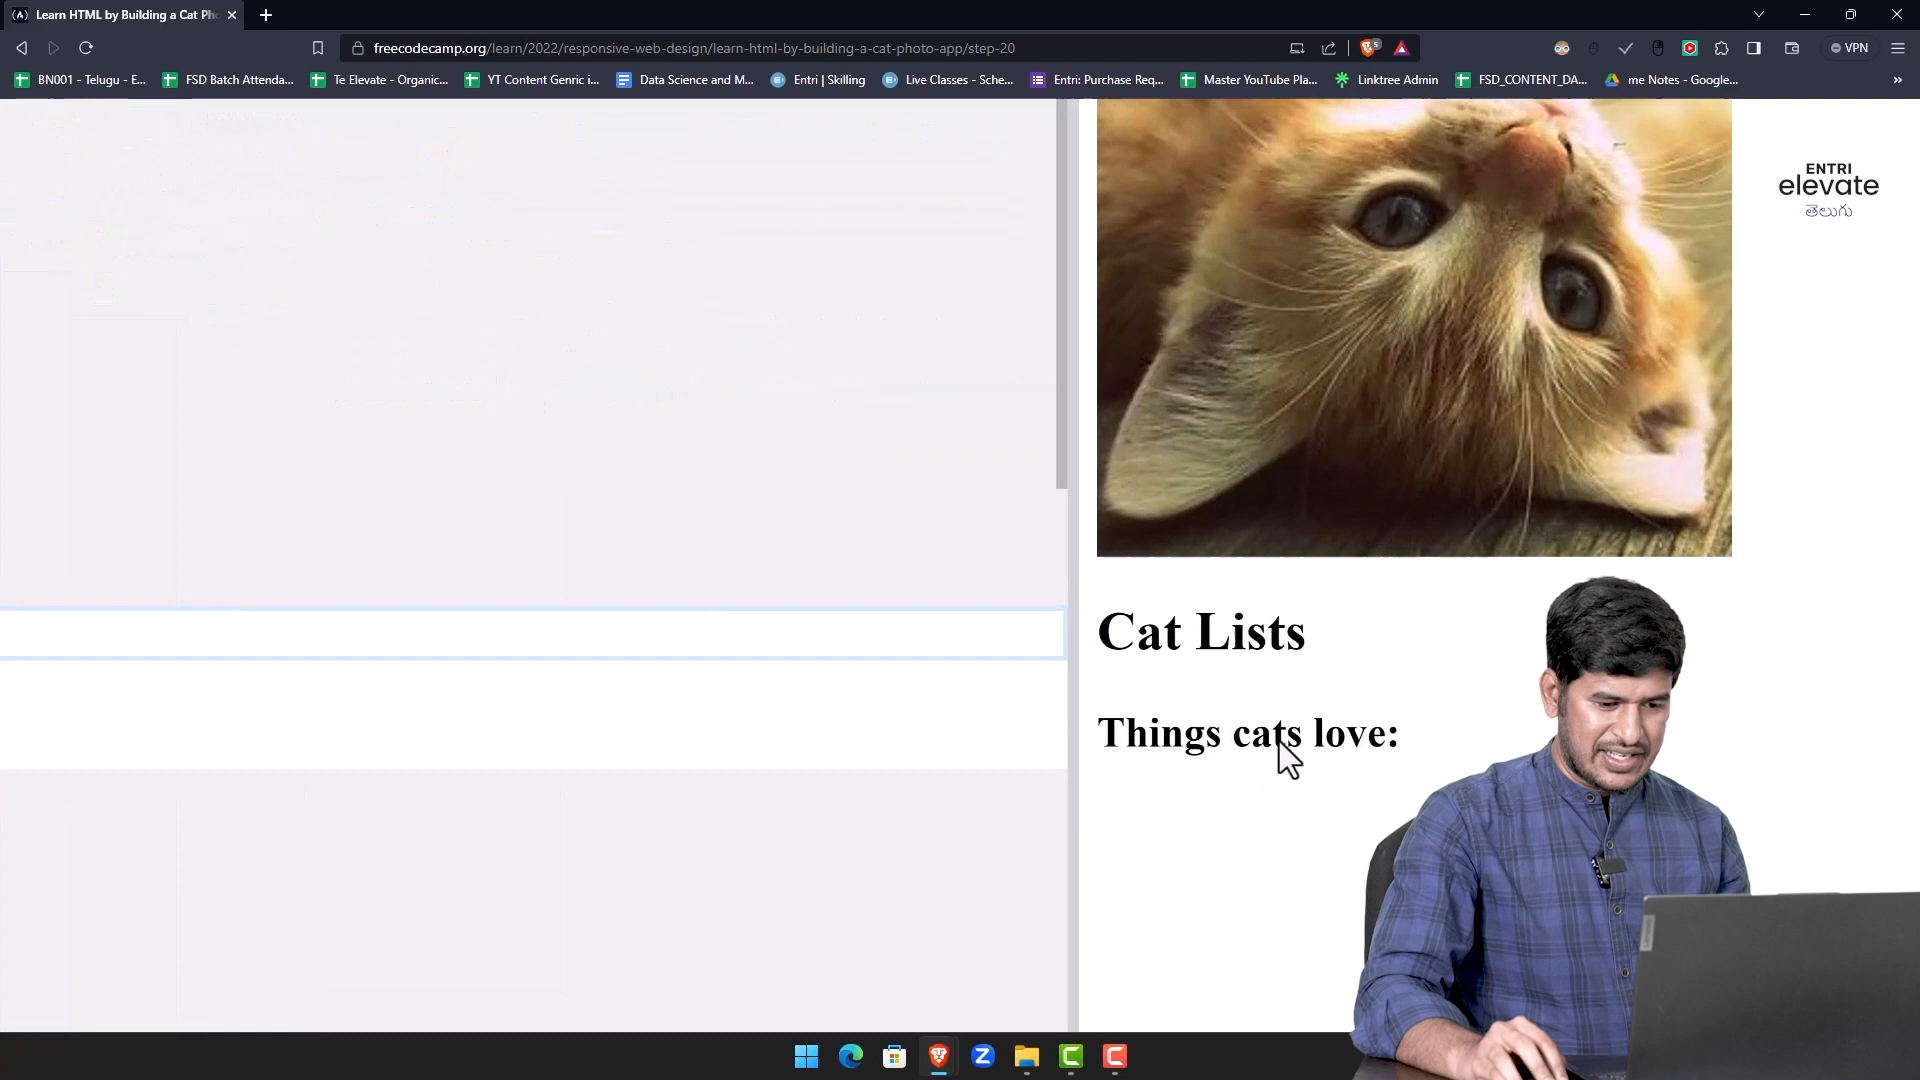 Learn HTML by Building a Cat Ph
freecodecamp.org/learn/2022/responsive-web-design/learn-html-by-building-a-cat-photo-app/step-20
5
VPN
BN001 - Telugu - E...
FSD Batch Attenda...
Te Elevate - Organic...
YT Content Genric i...
Data Science and M...
Entri | Skilling
Live Classes - Sche...
Entri: Purchase Req...
Master YouTube Pla...
Linktree Admin
FSD_CONTENT_DA...
me Notes - Google...
ENTRI
elevate
తెలుగు
Cat Lists
Things cats love: